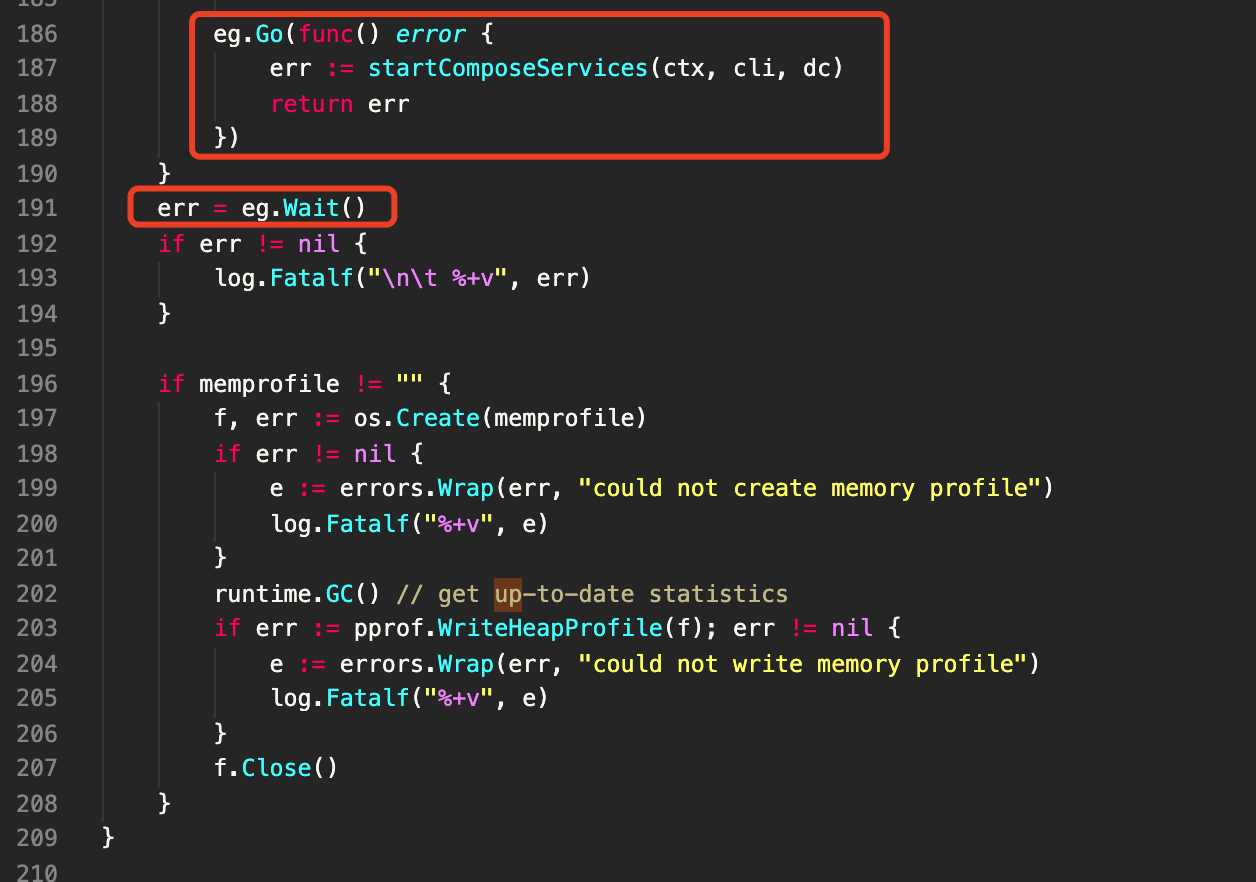 185
186 eg.Go(func() error {
187 err := startComposeServices(ctx, cli, dc)
188 return err
189 })
190 }
191 err = eg.Wait()
192 if err != nil {
193 log.Fatalf("\n\t %+v", err)
194 }
195
196 if memprofile != "" {
197 f, err := os.Create(memprofile)
198 if err != nil {
199 e := errors.Wrap(err, "could not create memory profile")
200 log.Fatalf("%+v", e)
201 }
202 runtime.GC() // get up-to-date statistics
203 if err := pprof.WriteHeapProfile(f); err != nil {
204 e := errors.Wrap(err, "could not write memory profile")
205 log.Fatalf("%+v", e)
206 }
207 f.Close()
208 }
209 }
210